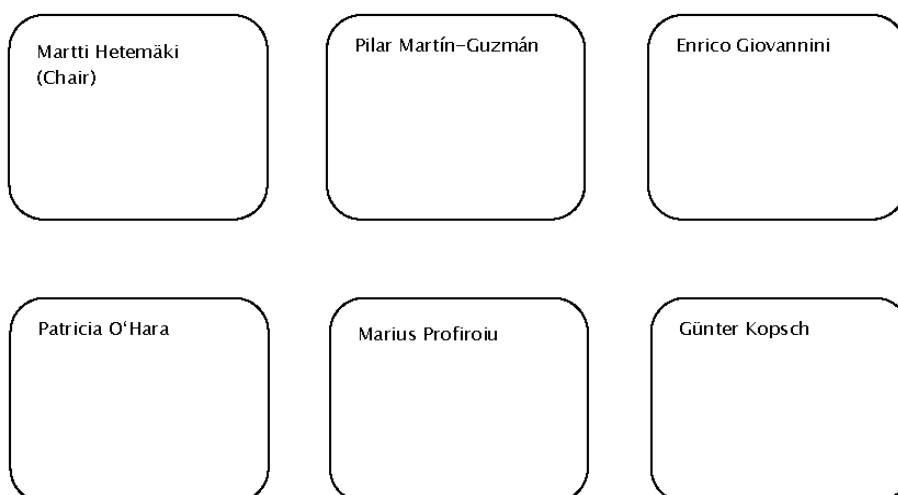 Martti Hetemäki
(Chair)
Pilar Martín-Guzmán
Enrico Giovannini
Patricia O‘Hara
Marius Profiroiu
Günter Kopsch